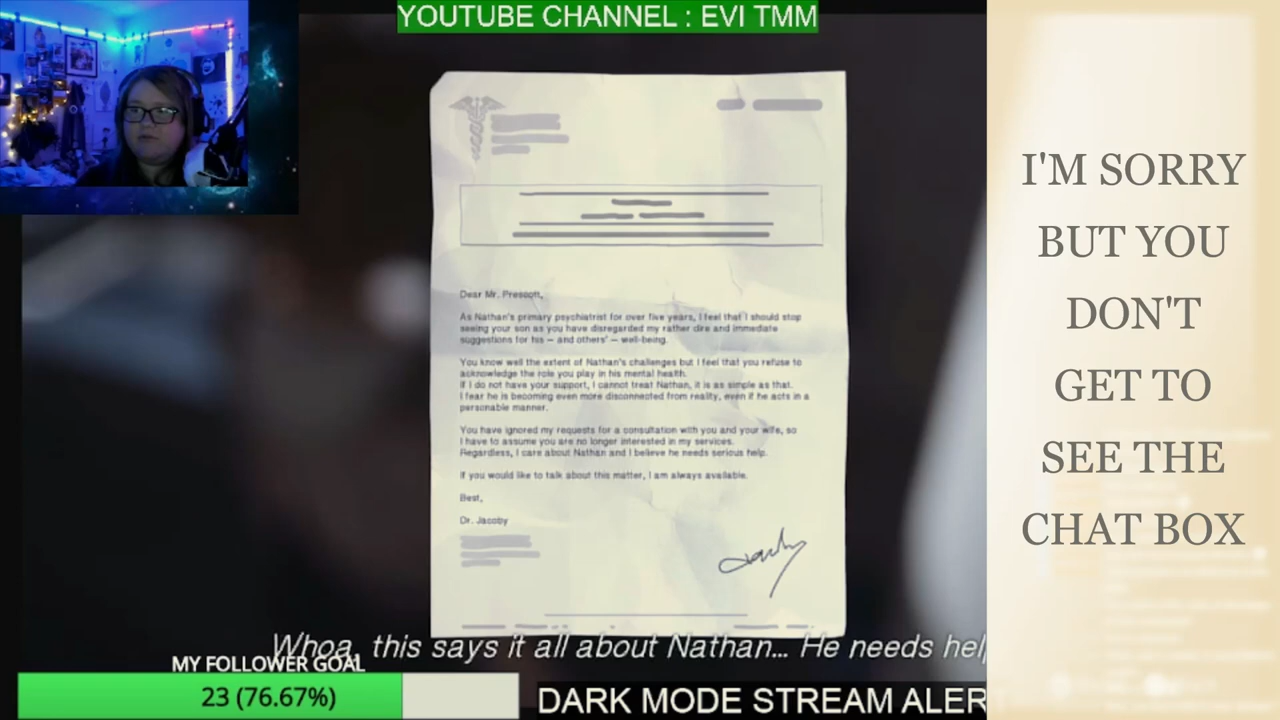 YOUTUBE CHANNEL : EVI TMM
Dear Mr. Prescott,
As Nathan's primary psychiatrist for over five years, I feel that I should stop
seeing your son as you have disregarded my rather dire and immediate
suggestions for his – and others' – well-being.
You know well the extent of Nathan's challenges but I feel that you refuse to
acknowledge the role you play in his mental health.
If I do not have your support, I cannot treat Nathan, it is as simple as that.
I fear he is becoming even more disconnected from reality, even if he acts in a
personable manner.
You have ignored my requests for a consultation with you and your wife, so
I have to assume you are no longer interested in my services.
Regardless, I care about Nathan and I believe he needs serious help.
If you would like to talk about this matter, I am always available.
Best,
Dr. Jacoby
Whoa, this says it all about Nathan... He needs help
MY FOLLOWER GOAL
23 (76.67%)
DARK MODE STREAM ALER
I'M SORRY
BUT YOU
DON'T
GET TO
SEE THE
CHAT BOX